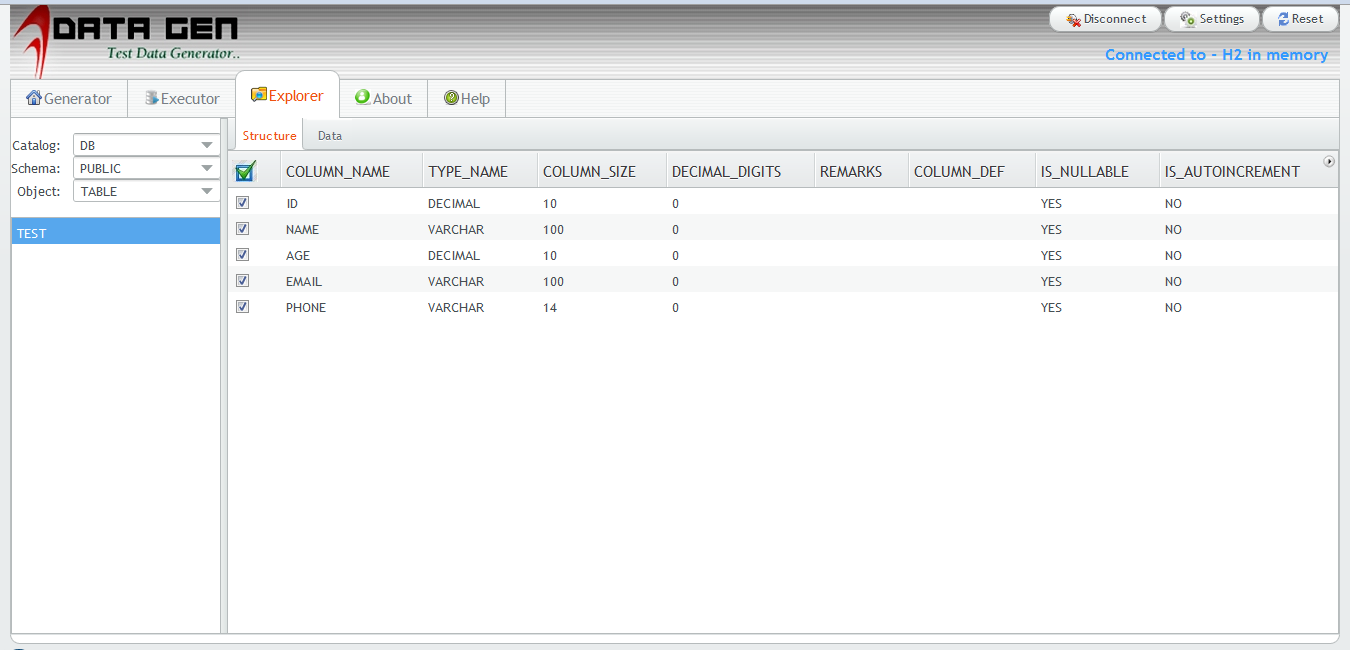 DATA GEN
Test Data Generator..
Disconnect Settings Reset
Connected to - H2 in memory
Generator Executor Explorer About Help
Structure Data
Catalog: DB
Schema: PUBLIC
Object: TABLE
TEST
COLUMN_NAME TYPE_NAME COLUMN_SIZE DECIMAL_DIGITS REMARKS COLUMN_DEF IS_NULLABLE IS_AUTOINCREMENT
ID DECIMAL 10 0 YES NO
NAME VARCHAR 100 0 YES NO
AGE DECIMAL 10 0 YES NO
EMAIL VARCHAR 100 0 YES NO
PHONE VARCHAR 14 0 YES NO